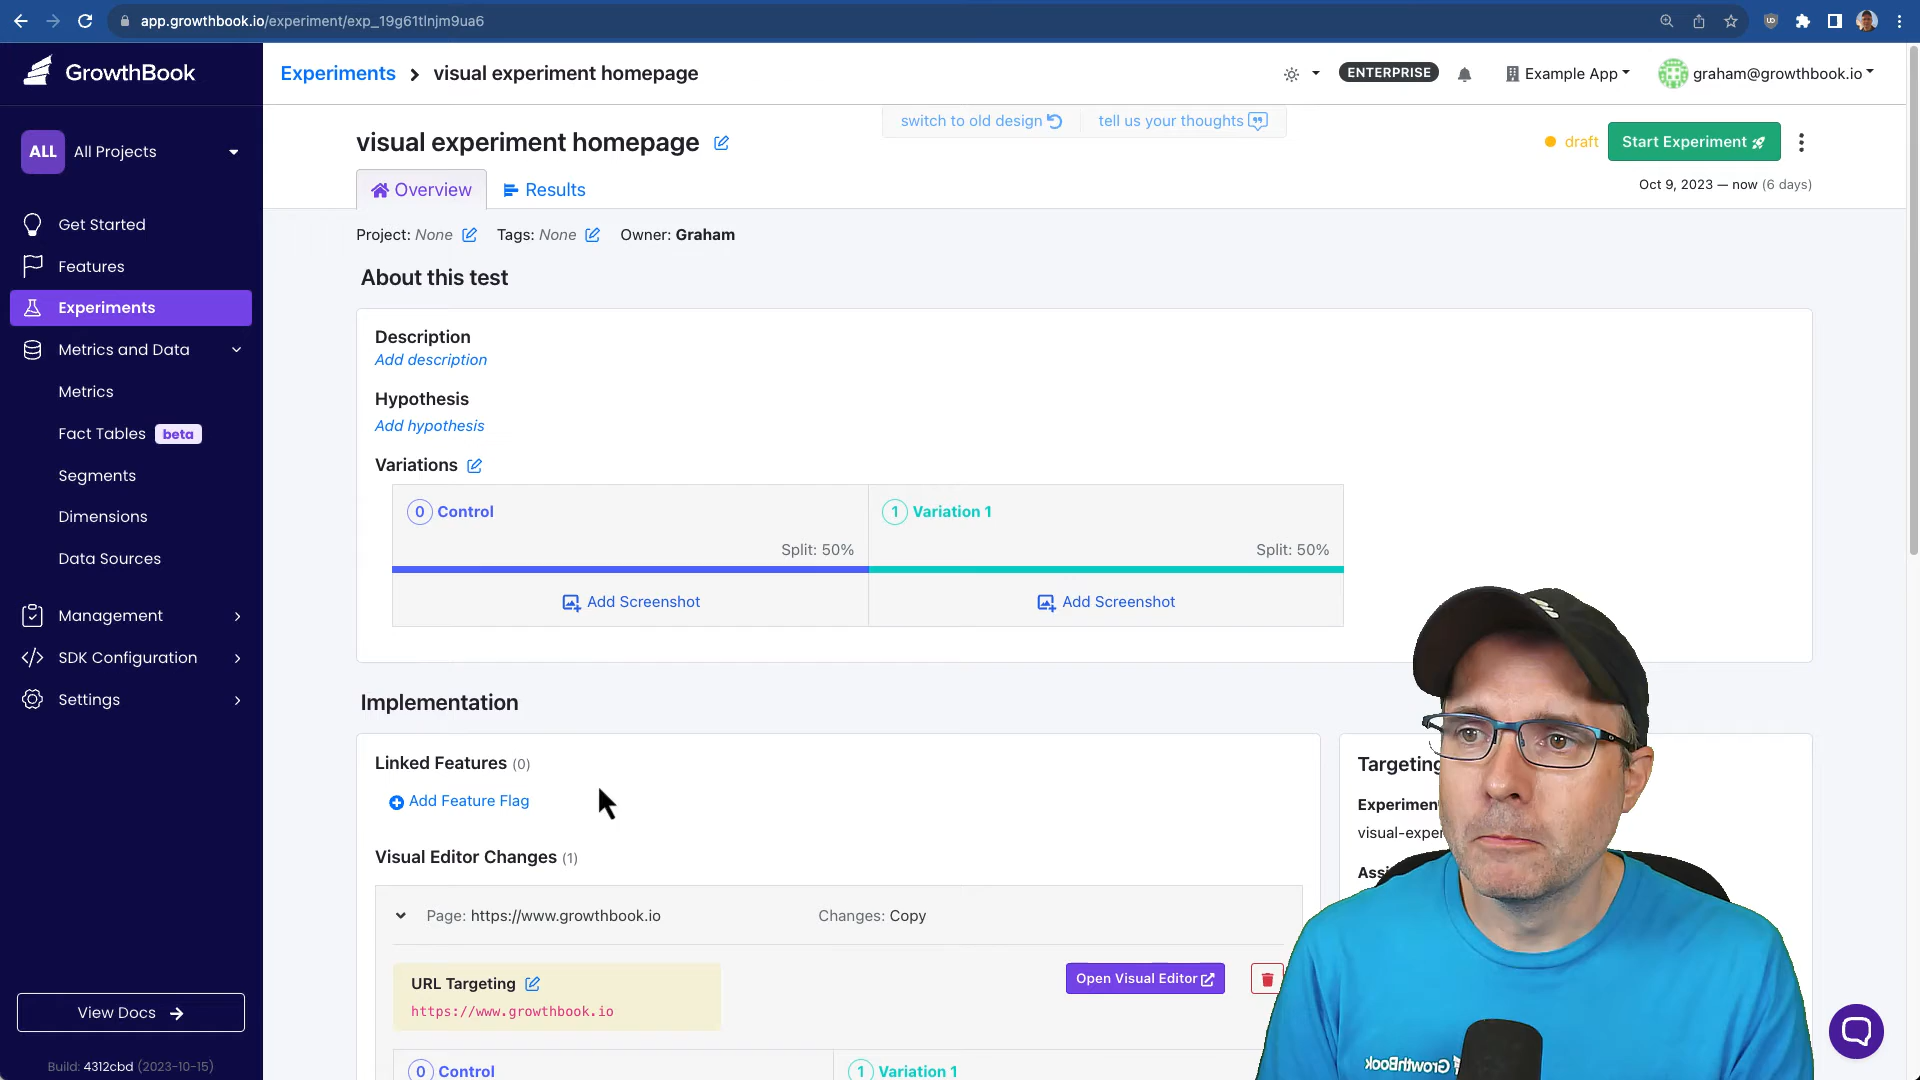 app.growthbook.io/experiment/exp_19g61tlnjm9ua6
GrowthBook
Experiments > visual experiment homepage
ENTERPRISE
Example App
graham@growthbook.io
ALL All Projects
Get Started
Features
Experiments
Metrics and Data
Metrics
Fact Tables beta
Segments
Dimensions
Data Sources
Management
SDK Configuration
Settings
View Docs
Build: 4312cbd (2023-10-15)
switch to old design
tell us your thoughts
visual experiment homepage
draft
Start Experiment
Oct 9, 2023 — now (6 days)
Overview
Results
Project: None
Tags: None
Owner: Graham
About this test
Description
Add description
Hypothesis
Add hypothesis
Variations
0 Control
Split: 50%
Add Screenshot
1 Variation 1
Split: 50%
Add Screenshot
Implementation
Linked Features (0)
Add Feature Flag
Visual Editor Changes (1)
Page: https://www.growthbook.io
Changes: Copy
URL Targeting
https://www.growthbook.io
Open Visual Editor
0 Control
1 Variation 1
Targeting
Experiment
visual-exper
Assi
GrowthBook